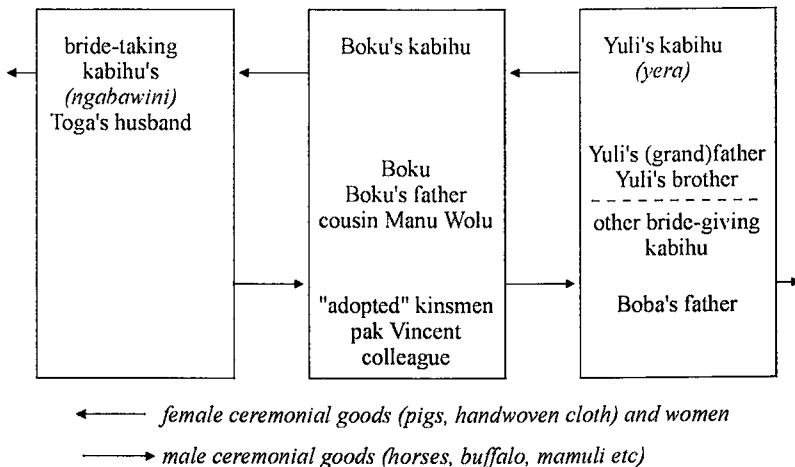 bride-taking
kabihu's
(ngabawini)
Toga's husband
Boku's kabihu
Boku
Boku's father
cousin Manu Wolu
"adopted" kinsmen
pak Vincent
colleague
Yuli's kabihu
(yera)
Yuli's (grand)father
Yuli's brother
other bride-giving
kabihu
Boba's father
female ceremonial goods (pigs, handwoven cloth) and women
male ceremonial goods (horses, buffalo, mamuli etc)